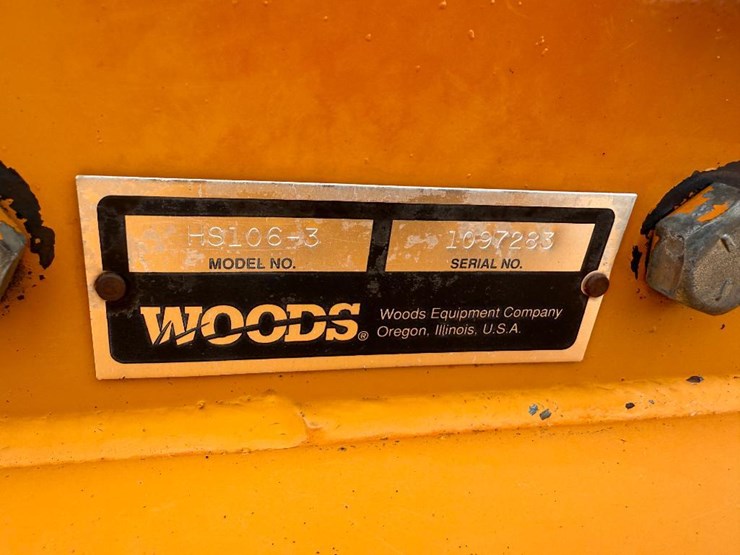 HS106-3 1097283
MODEL NO. SERIAL NO.
WOODS® Woods Equipment Company
Oregon, Illinois, U.S.A.